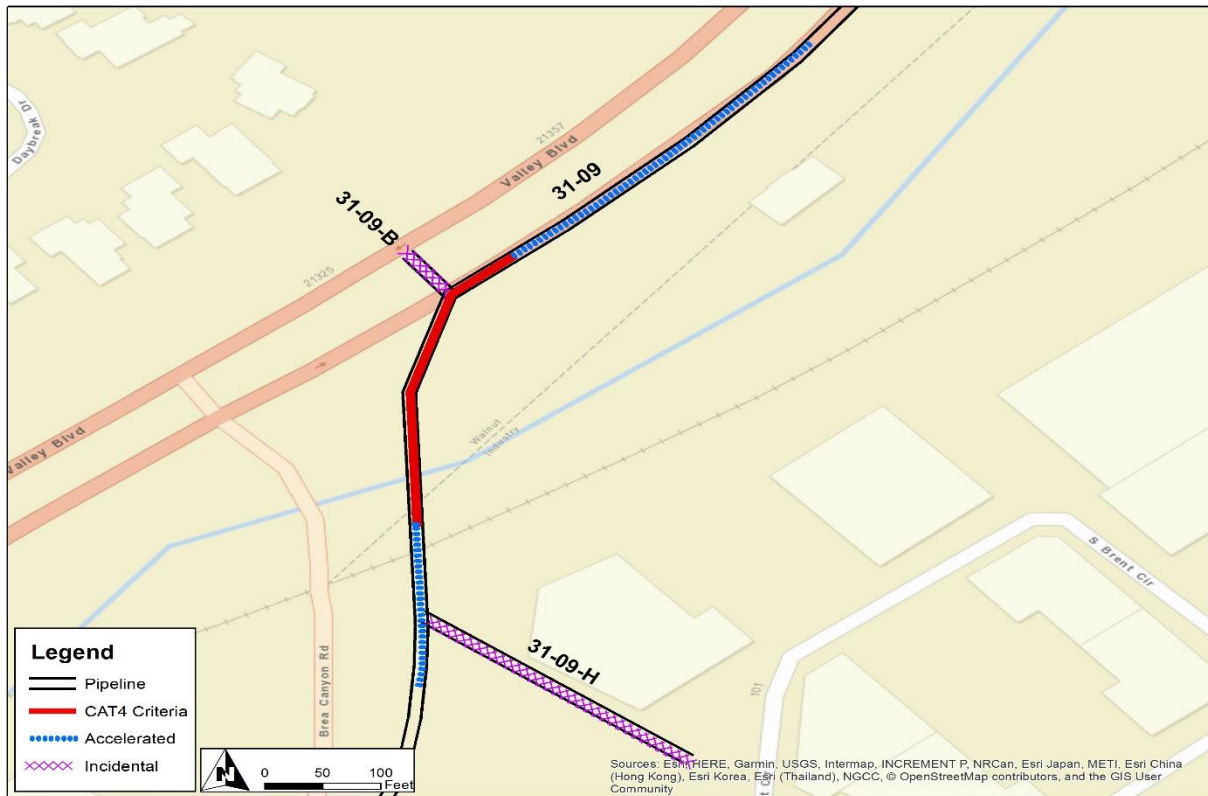 Daybreak Dr
21357
Valley Blvd
31-09
31-09-B
21325
Valley Blvd
Walnut
Industry
S Brent Cir
31-09-H
101
Brea Canyon Rd
Legend
Pipeline
CAT4 Criteria
Accelerated
Incidental
N
0 50 100
Feet
Sources: Esri, HERE, Garmin, USGS, Intermap, INCREMENT P, NRCan, Esri Japan, METI, Esri China
(Hong Kong), Esri Korea, Esri (Thailand), NGCC, © OpenStreetMap contributors, and the GIS User
Community